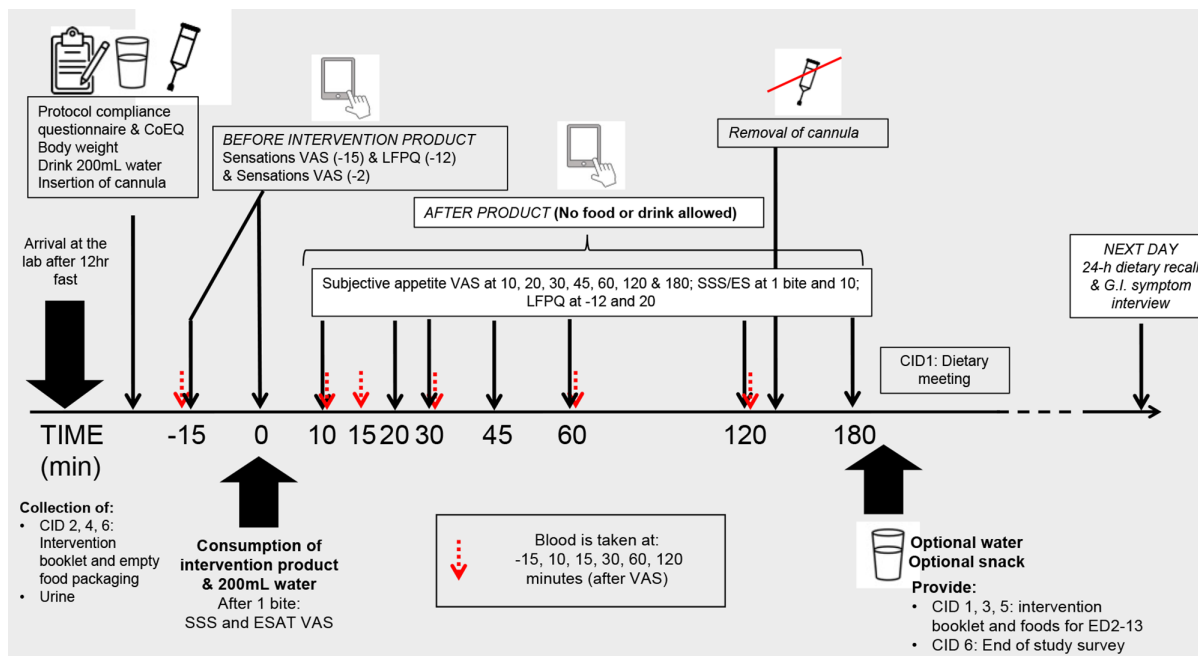 Protocol compliance
questionnaire & CoEQ
Body weight
Drink 200mL water
Insertion of cannula
BEFORE INTERVENTION PRODUCT
Sensations VAS (-15) & LFPQ (-12)
& Sensations VAS (-2)
Removal of cannula
AFTER PRODUCT (No food or drink allowed)
Arrival at the
lab after 12hr
fast
Subjective appetite VAS at 10, 20, 30, 45, 60, 120 & 180; SSS/ES at 1 bite and 10;
LFPQ at -12 and 20
NEXT DAY
24-h dietary recall
& G.I. symptom
interview
CID1: Dietary
meeting
TIME
(min)
-15 0 10 15 20 30 45 60 120 180
Collection of:
• CID 2, 4, 6:
Intervention
booklet and empty
food packaging
• Urine
Consumption of
intervention product
& 200mL water
After 1 bite:
SSS and ESAT VAS
Blood is taken at:
-15, 10, 15, 30, 60, 120
minutes (after VAS)
Optional water
Optional snack
Provide:
• CID 1, 3, 5: intervention
booklet and foods for ED2-13
• CID 6: End of study survey